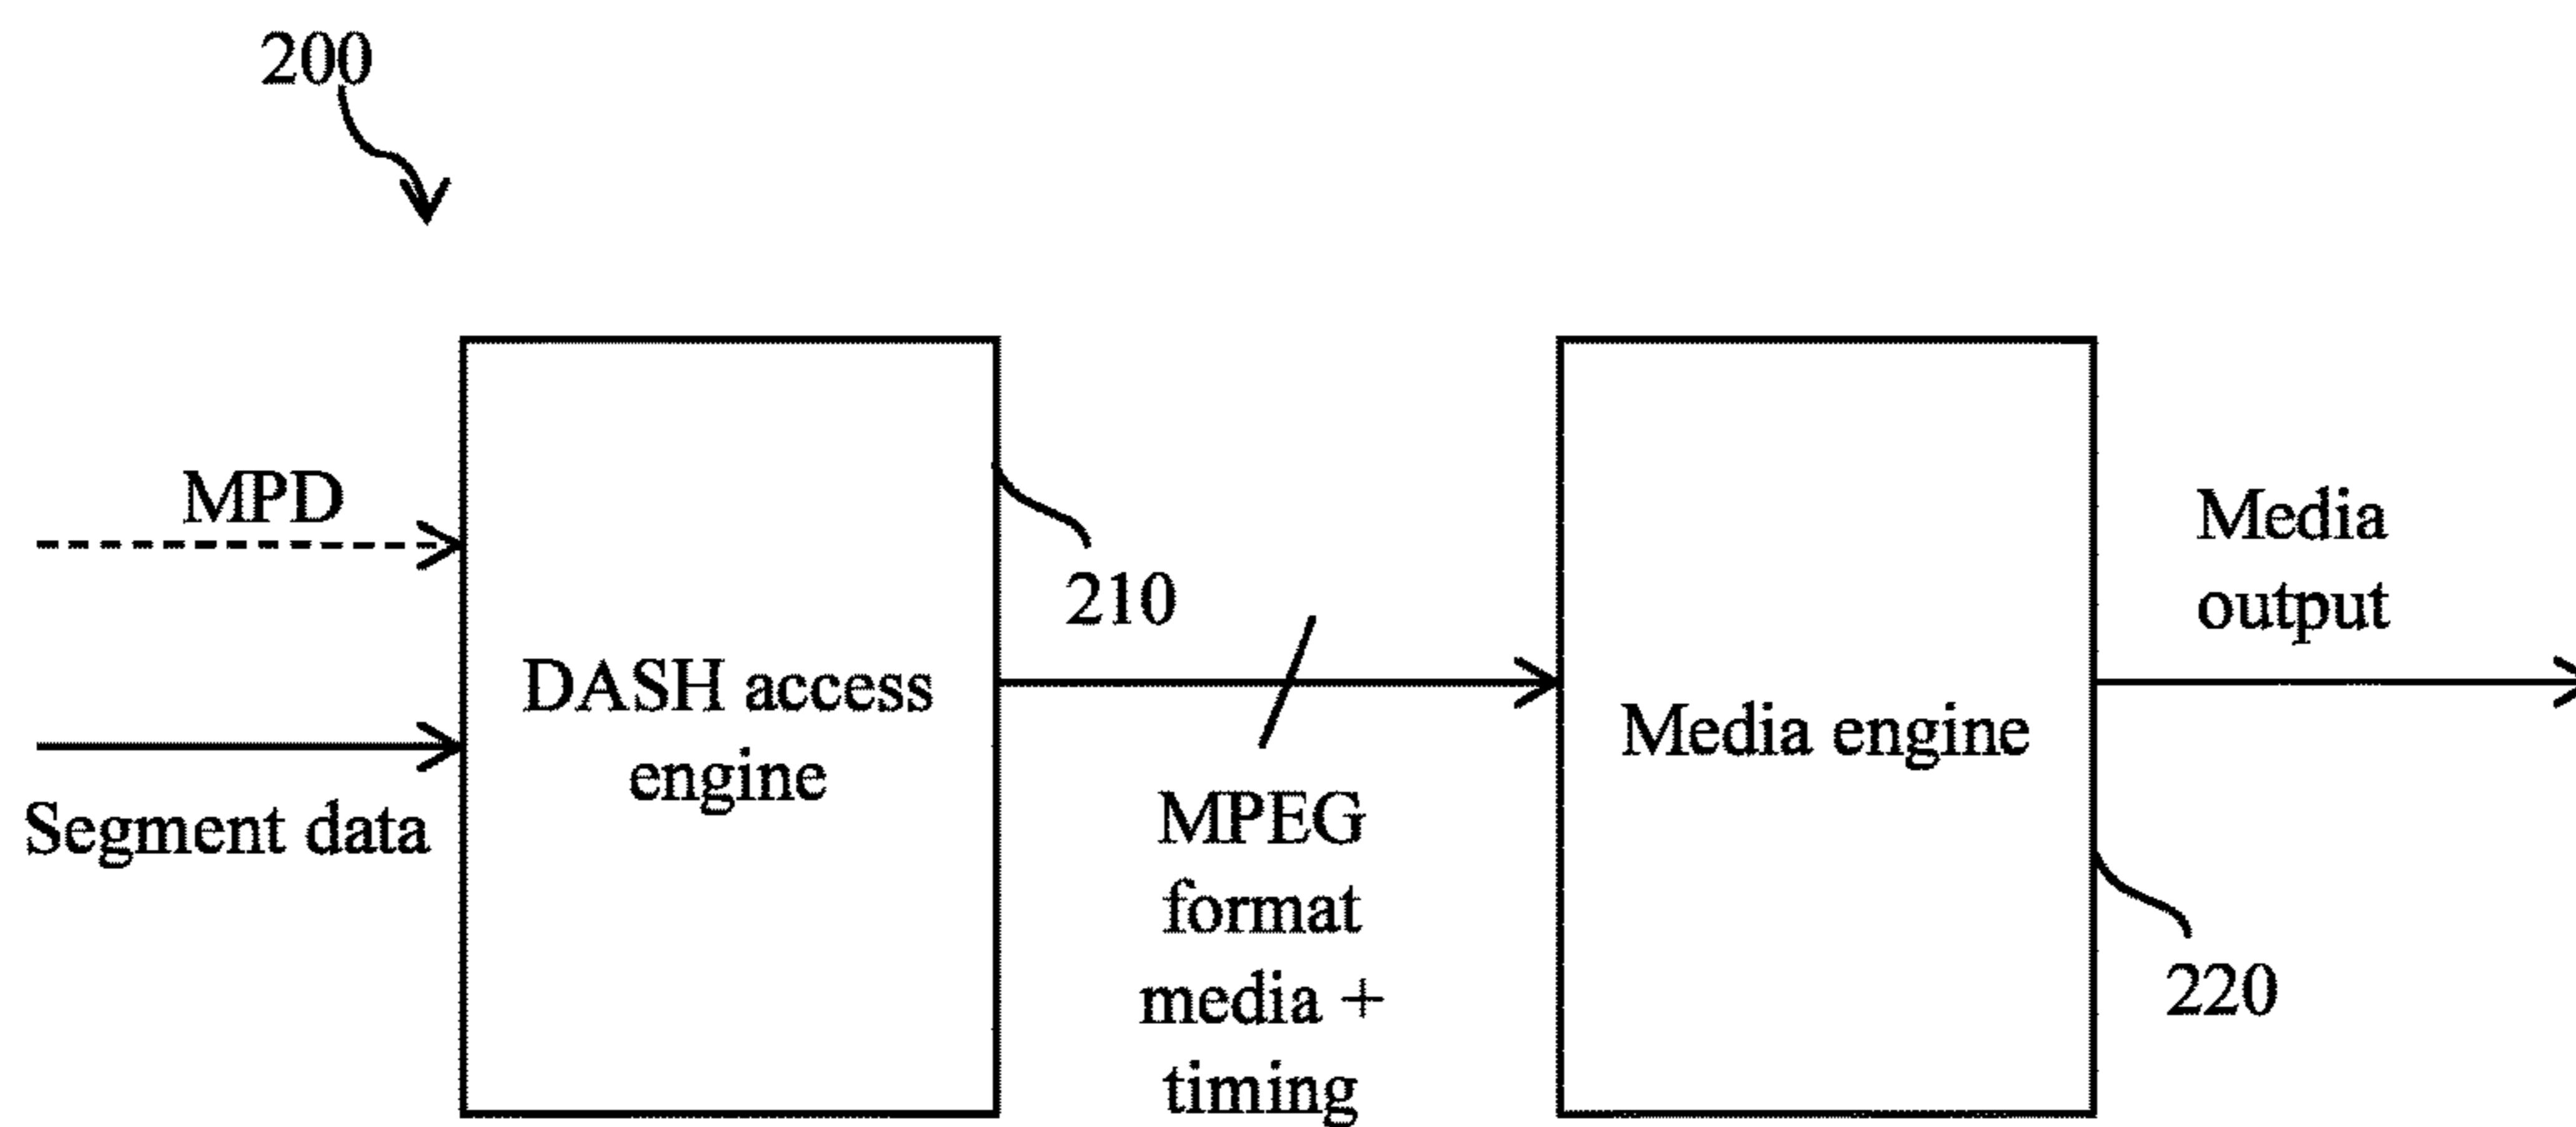 200
MPD
Segment data
DASH access
engine
210
MPEG
format
media +
timing
Media engine
220
Media
output